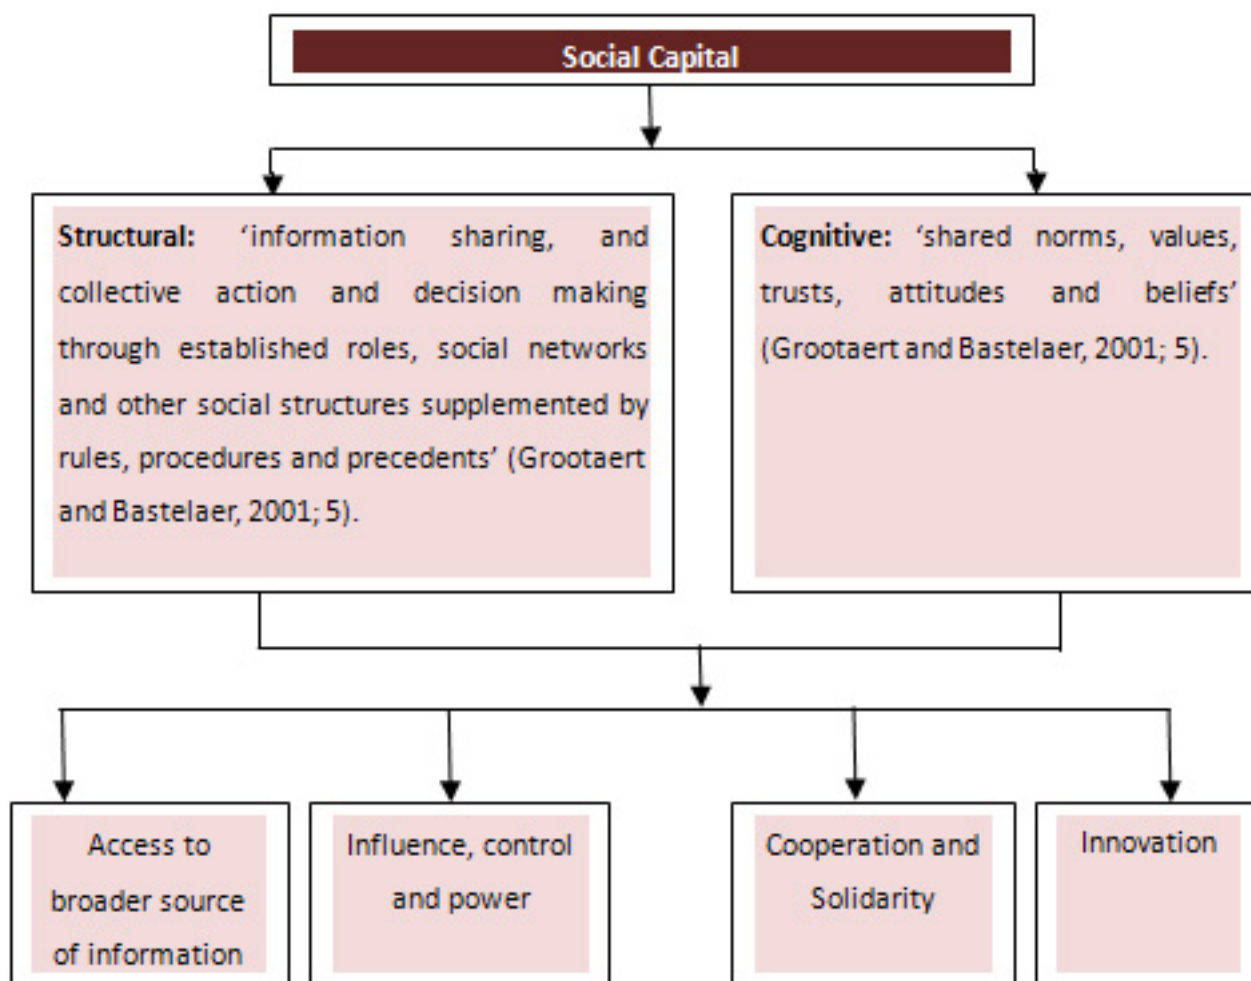 Social Capital
Structural: ‘information sharing, and
collective action and decision making
through established roles, social networks
and other social structures supplemented by
rules, procedures and precedents’ (Grootaert
and Bastelaer, 2001; 5).
Cognitive: ‘shared norms, values,
trusts, attitudes and beliefs’
(Grootaert and Bastelaer, 2001; 5).
Access to
broader source
of information
Influence, control
and power
Cooperation and
Solidarity
Innovation